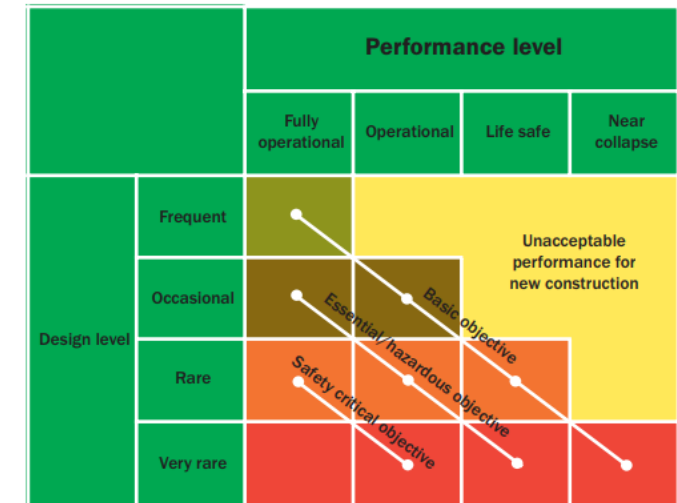 Performance level
Fully
operational
Operational
Life safe
Near
collapse
Frequent
Unacceptable
performance for
new construction
Occasional
Basic objective
Essential/hazardous objective
Design level
Rare
Safety critical objective
Very rare